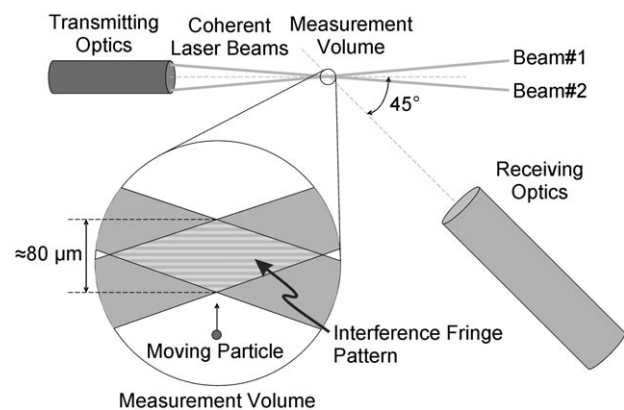 Transmitting
Optics
Coherent
Laser Beams
Measurement
Volume
Beam#1
Beam#2
45°
Receiving
Optics
≈80 µm
Moving Particle
Interference Fringe
Pattern
Measurement Volume